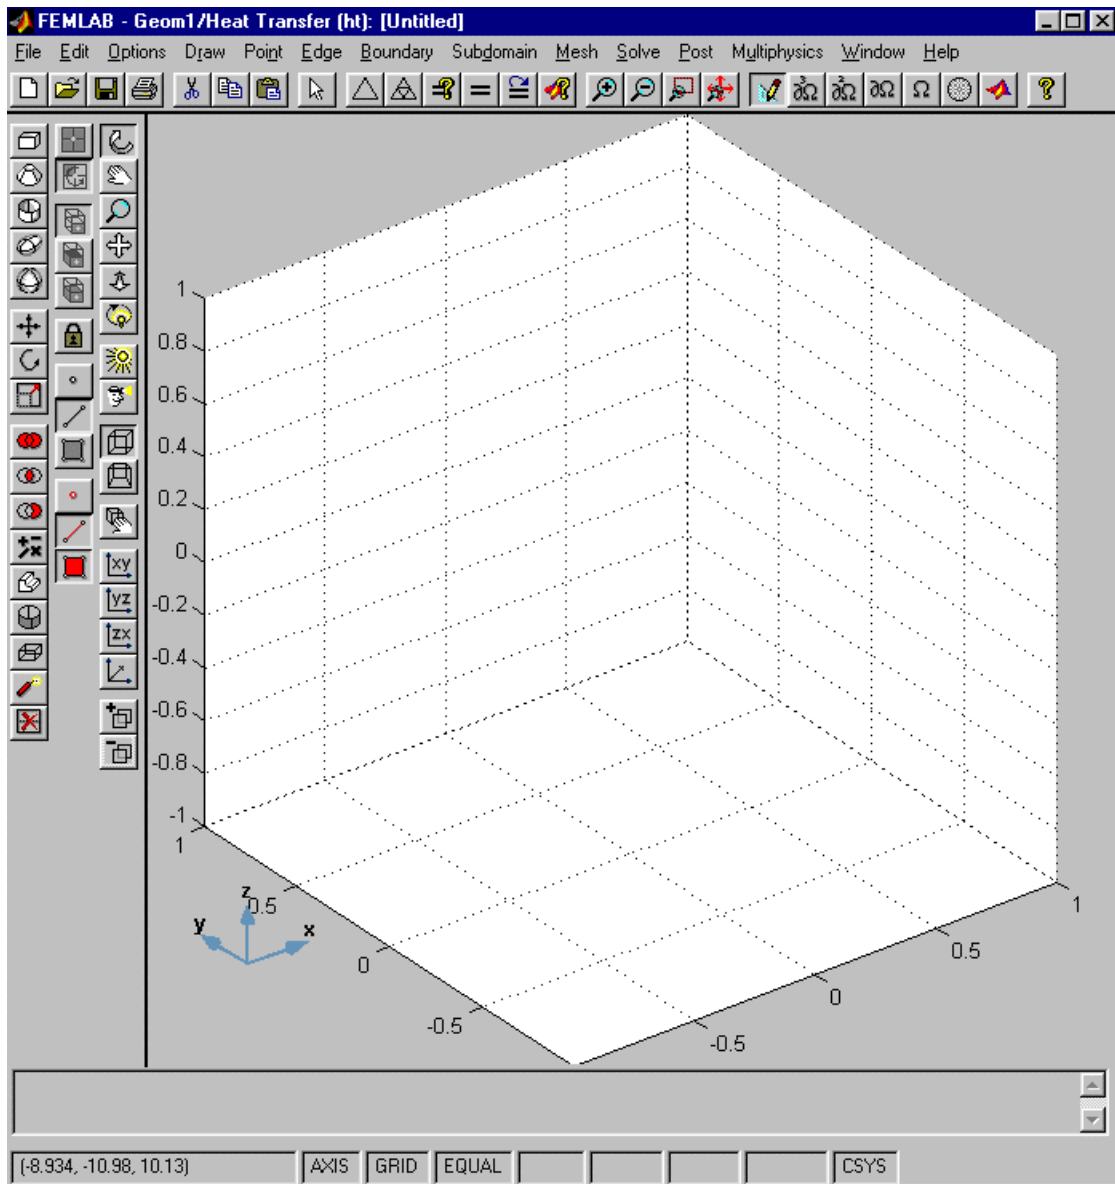 FEMLAB - Geom1/Heat Transfer (ht): [Untitled]
File Edit Options Draw Point Edge Boundary Subdomain Mesh Solve Post Multiphysics Window Help
∂Ω ∂Ω ∂Ω Ω
1
0.8
0.6
0.4
0.2
0
-0.2
-0.4
-0.6
-0.8
-1
xy
yz
zx
1
0.5
0
-0.5
z
y
x
1
0.5
0
-0.5
(-8.934, -10.98, 10.13) AXIS GRID EQUAL CSYS